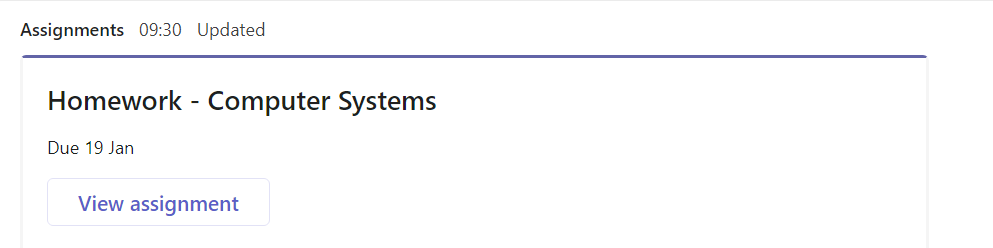 Assignments 09:30 Updated
Homework - Computer Systems
Due 19 Jan
View assignment